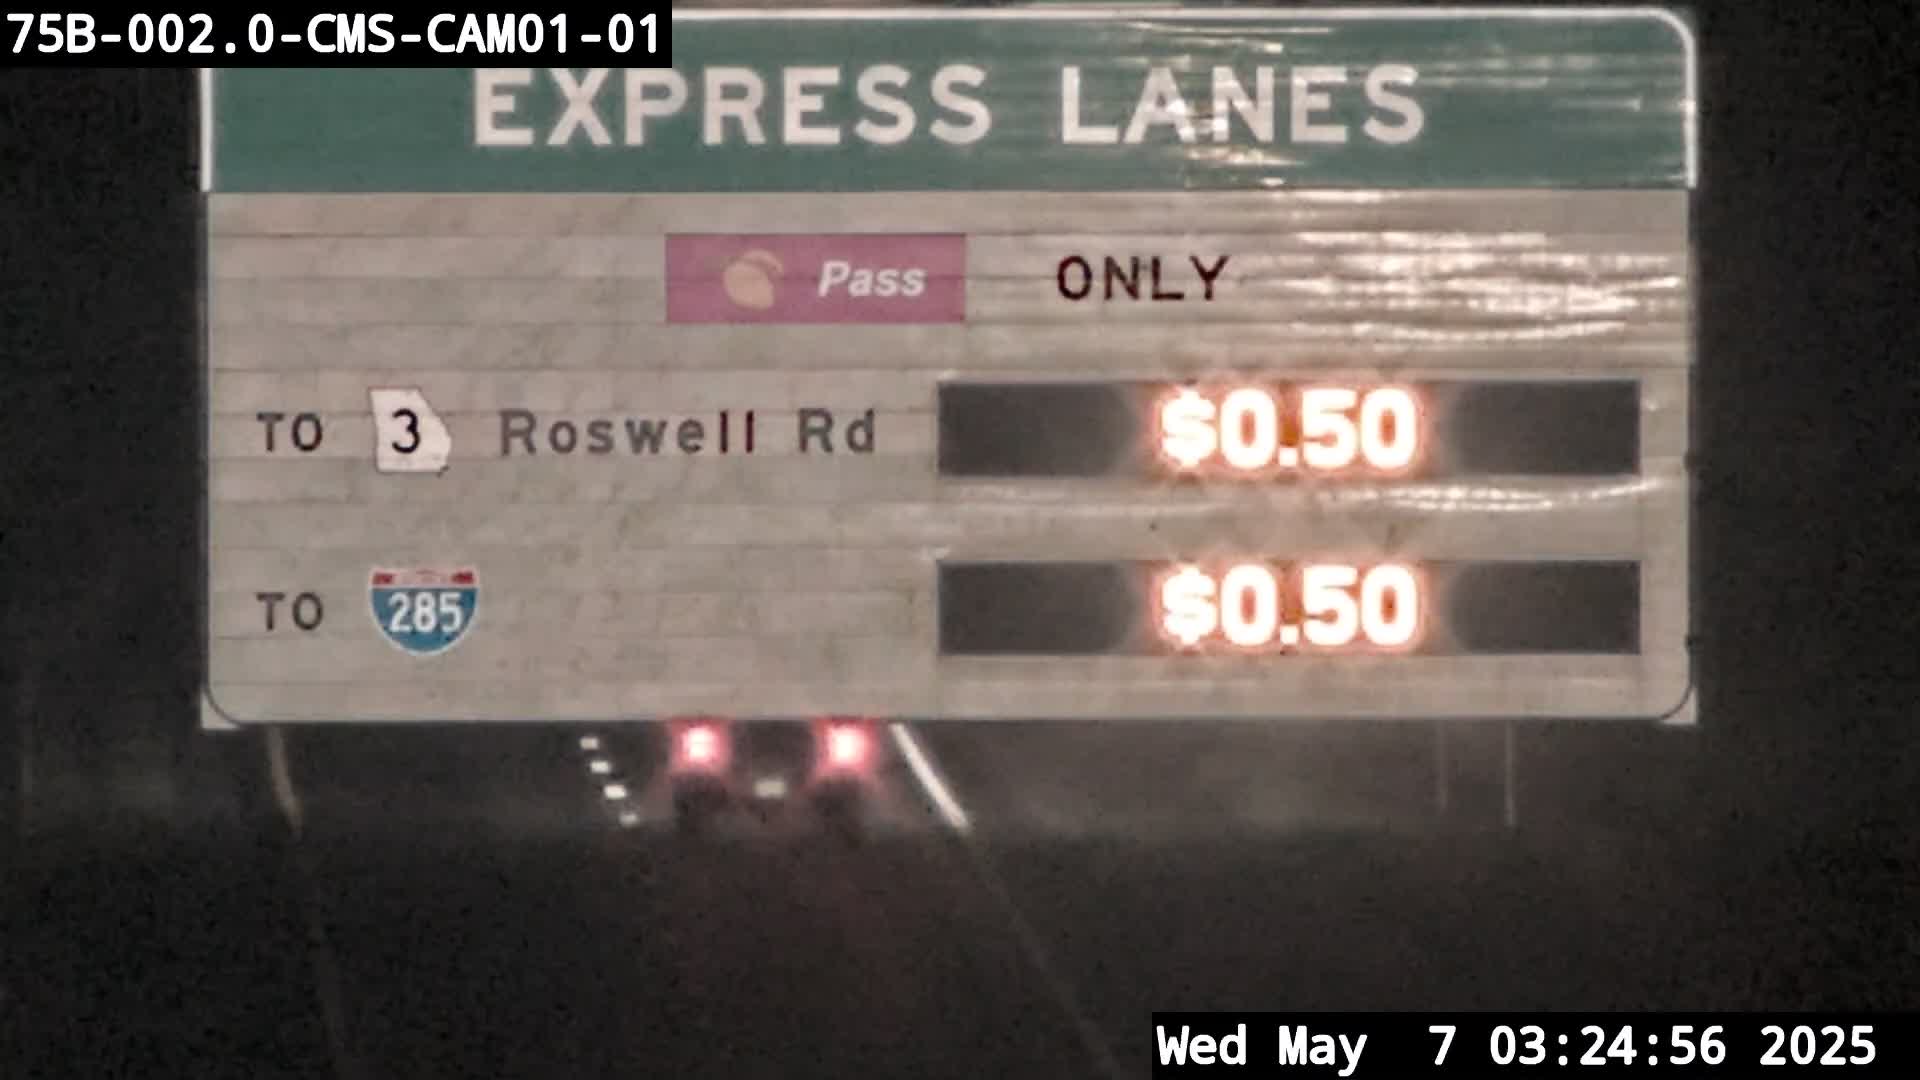 75B-002.0-CMS-CAM01-01
EXPRESS LANES
Pass ONLY
TO 3 Roswell Rd $0.50
TO 285 $0.50
Wed May 7 03:24:56 2025